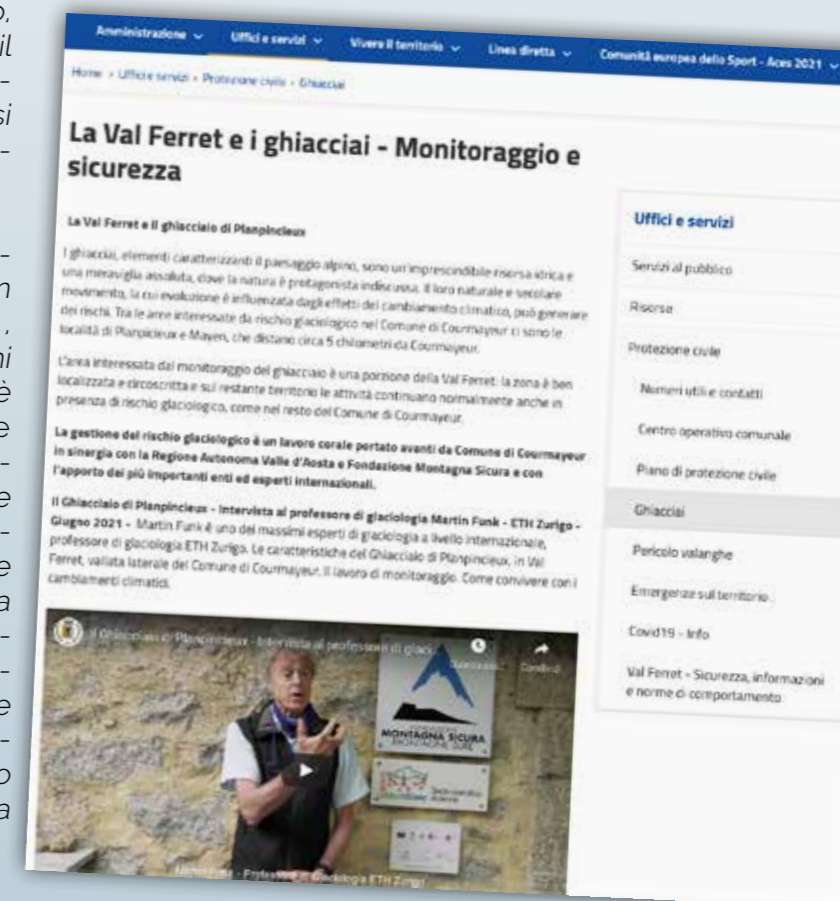 o,
il
-
si
-
-
n
,
ni
è
e
-
e
-
e
a
-
-
e
-
o
a
Amministrazione
Uffici e servizi
Vivere il territorio
Linea diretta
Comunità europea dello Sport - Aces 2021
Home Uffici e servizi Protezione civile Ghiacciai
La Val Ferret e i ghiacciai - Monitoraggio e
sicurezza
La Val Ferret e il ghiacciaio di Planpincieux
I ghiacciai, elementi caratterizzanti il paesaggio alpino, sono un'imprescindibile risorsa idrica e
una meraviglia assoluta, dove la natura è protagonista indiscussa. Il loro naturale e secolare
movimento, la cui evoluzione è influenzata dagli effetti del cambiamento climatico, può generare
dei rischi. Tra le aree interessate da rischio glaciologico nel Comune di Courmayeur ci sono le
località di Planpicieux e Mayen, che distano circa 5 chilometri da Courmayeur.
L'area interessata dal monitoraggio del ghiacciaio è una porzione della Val Ferret: la zona è ben
localizzata e circoscritta e sul restante territorio le attività continuano normalmente anche in
presenza di rischio glaciologico, come nel resto del Comune di Courmayeur.
La gestione del rischio glaciologico è un lavoro corale portato avanti da Comune di Courmayeur
in sinergia con la Regione Autonoma Valle d'Aosta e Fondazione Montagna Sicura e con
l'apporto dei più importanti enti ed esperti internazionali.
Il Ghiacciaio di Planpincieux - Intervista al professore di glaciologia Martin Funk - ETH Zurigo -
Giugno 2021 - Martin Funk è uno dei massimi esperti di glaciologia a livello internazionale,
professore di glaciologia ETH Zurigo. Le caratteristiche del Ghiacciaio di Planpincieux, in Val
Ferret, vallata laterale del Comune di Courmayeur. Il lavoro di monitoraggio. Come convivere con i
cambiamenti climatici.
Il Ghiacciaio di Planpincieux - Intervista al professore di glaci...
Condividi
MONTAGNA SICURA
Martin Funk - Professore di Glaciologia ETH Zurigo
Uffici e servizi
Servizi al pubblico
Risorse
Protezione civile
Numeri utili e contatti
Centro operativo comunale
Piano di protezione civile
Ghiacciai
Pericolo valanghe
Emergenze sul territorio
Covid19 - Info
Val Ferret - Sicurezza, informazioni
e norme di comportamento